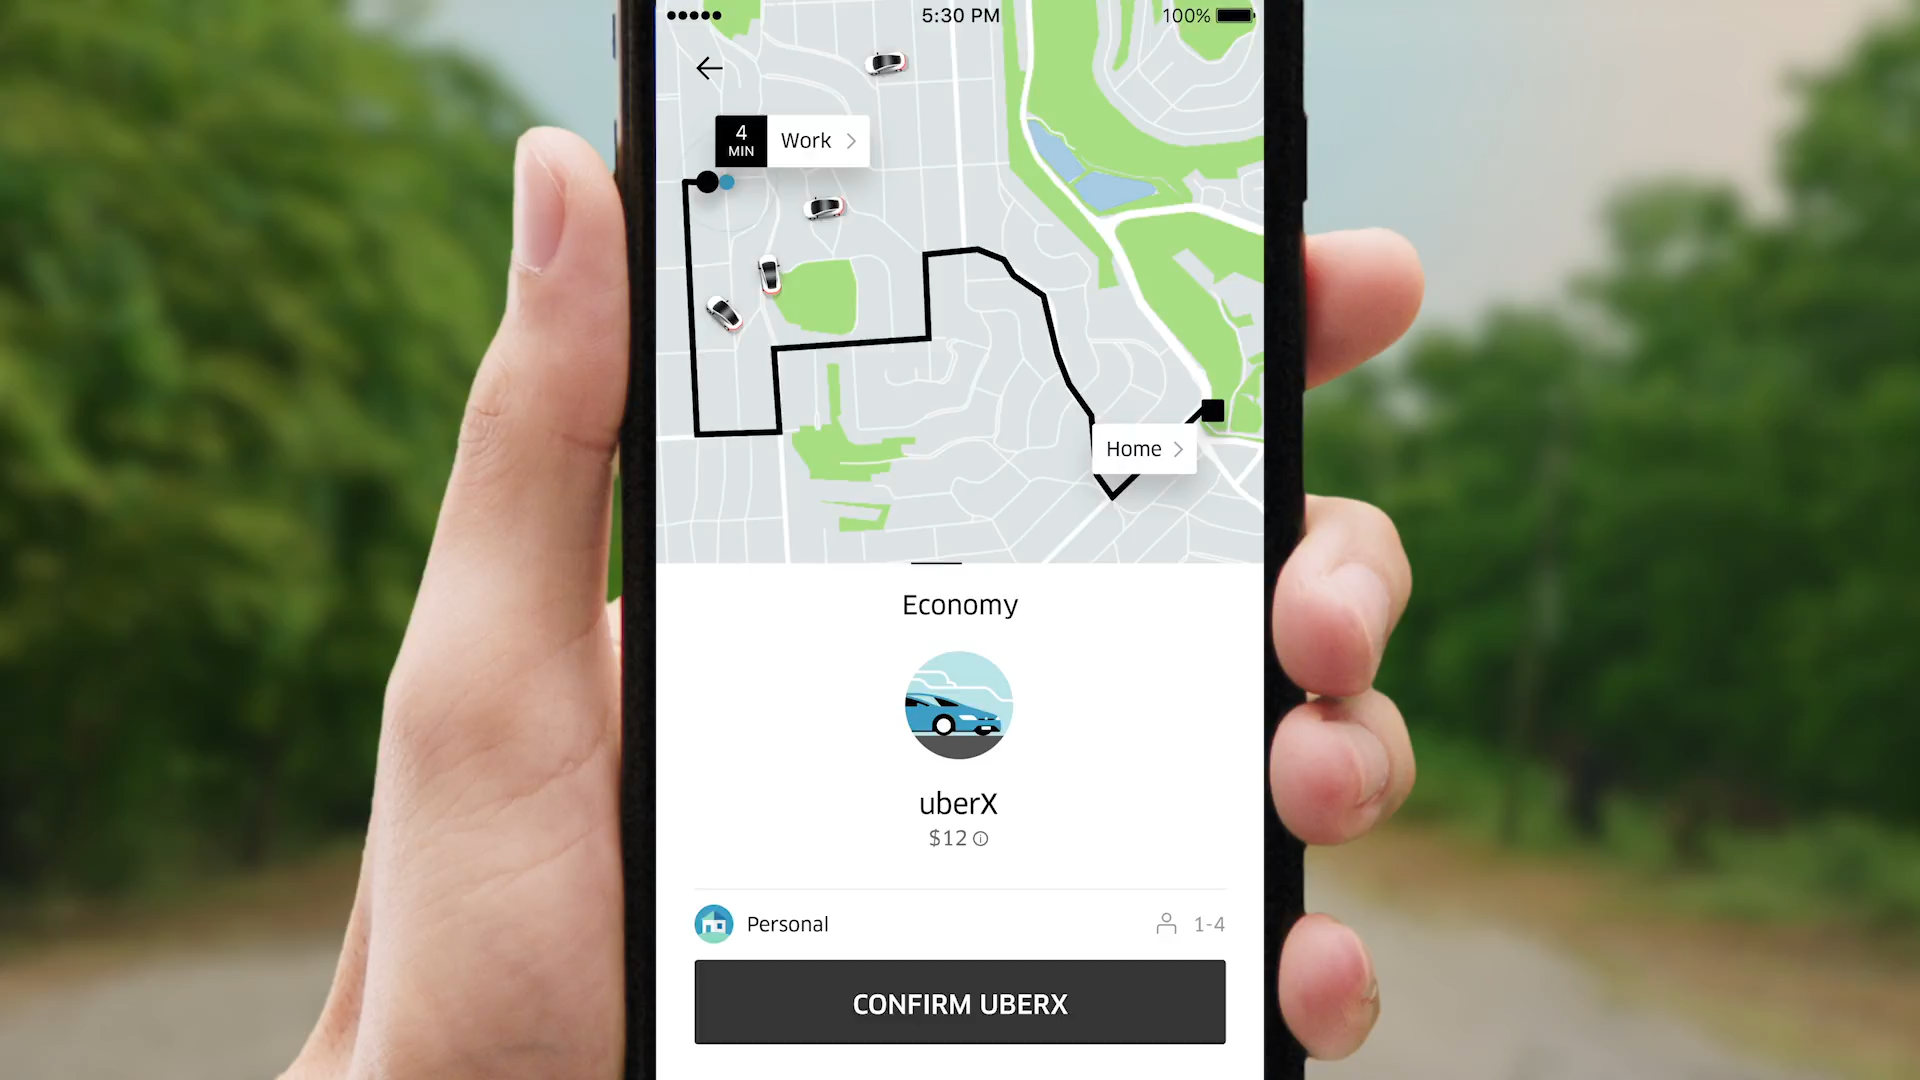 5:30 PM
100%
4
MIN
Work
Home
Economy
uberX
$12
Personal
1-4
CONFIRM UBERX